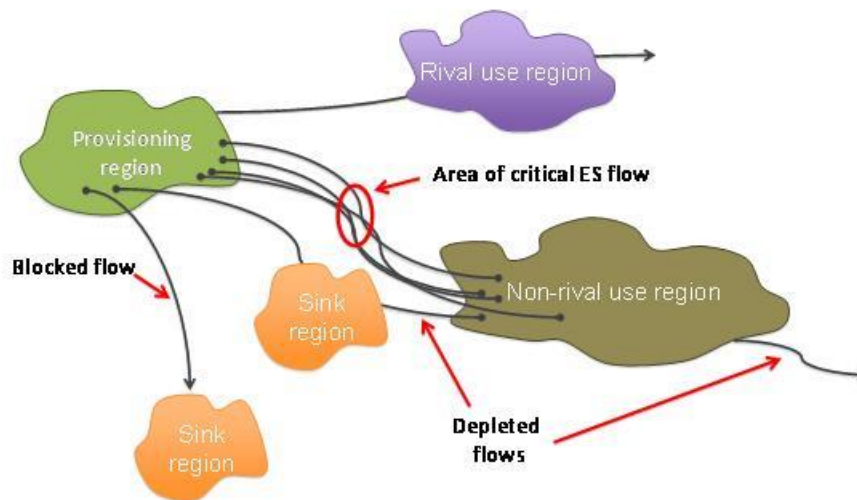 Rival use region
Provisioning
region
Area of critical ES flow
Blocked flow
Non-rival use region
Sink
region
Depleted
flows
Sink
region